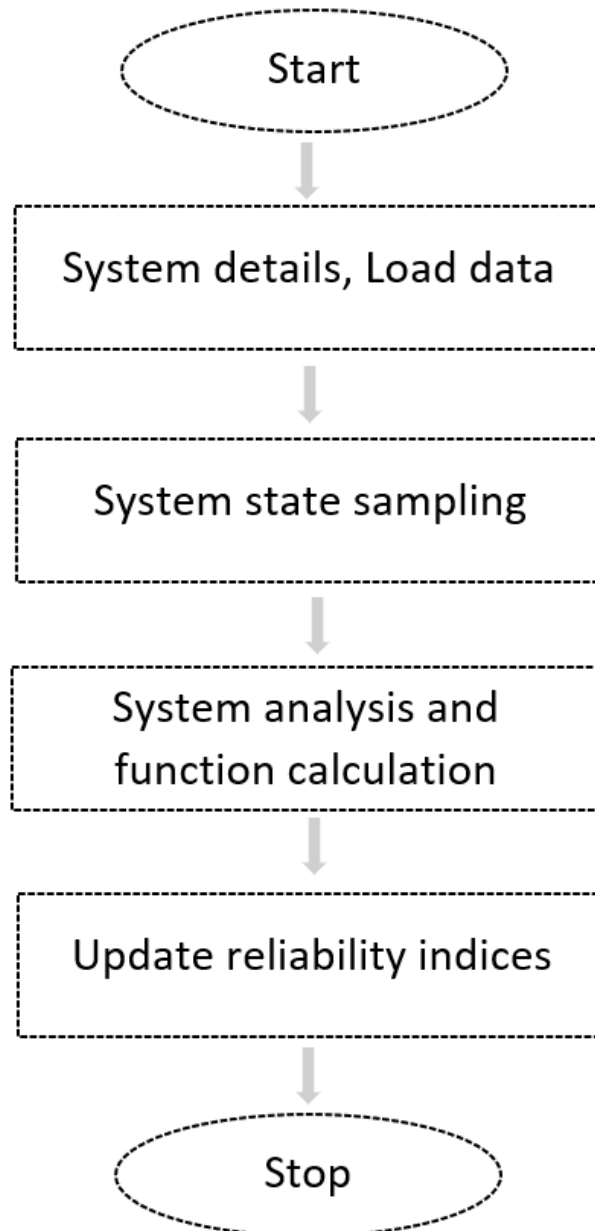 Start
System details, Load data
System state sampling
System analysis and
function calculation
Update reliability indices
Stop